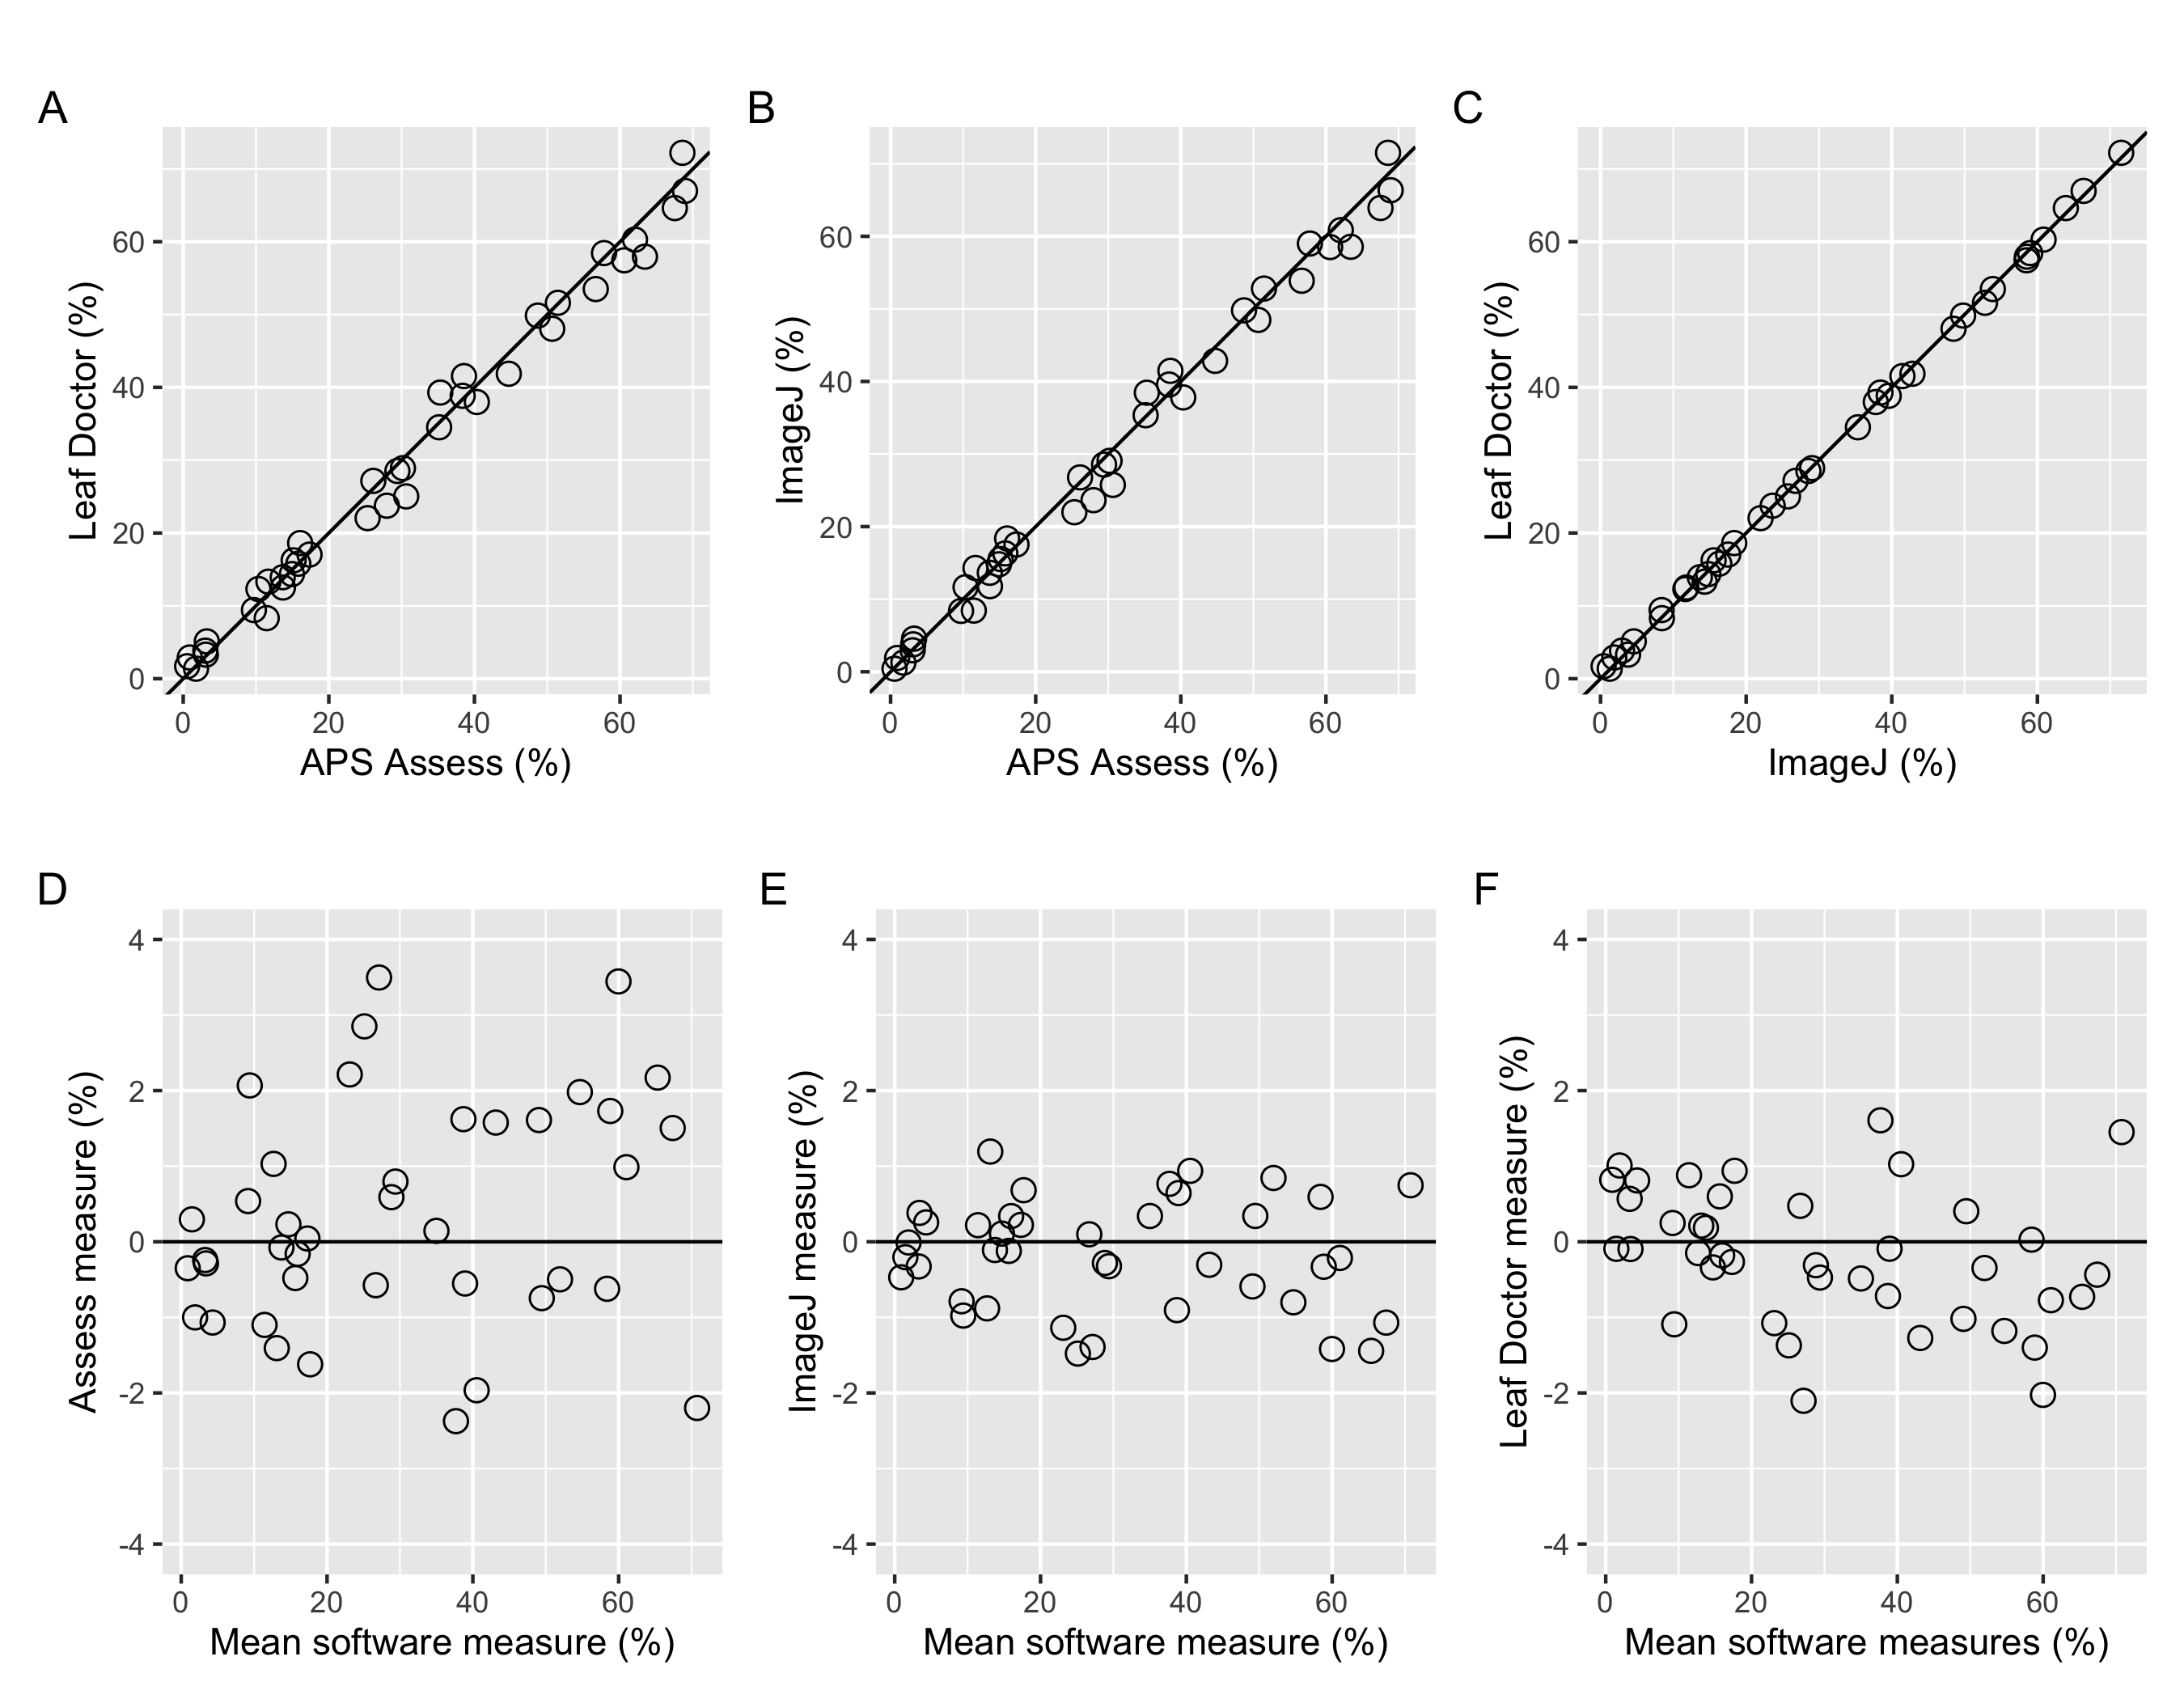 A
B
C
Leaf Doctor (%)
60
40
20
0
0 20 40 60
APS Assess (%)
ImageJ (%)
60
40
20
0
0 20 40 60
APS Assess (%)
Leaf Doctor (%)
60
40
20
0
0 20 40 60
ImageJ (%)
D
E
F
Assess measure (%)
4
2
0
-2
-4
0 20 40 60
Mean software measure (%)
ImageJ measure (%)
4
2
0
-2
-4
0 20 40 60
Mean software measure (%)
Leaf Doctor measure (%)
4
2
0
-2
-4
0 20 40 60
Mean software measures (%)